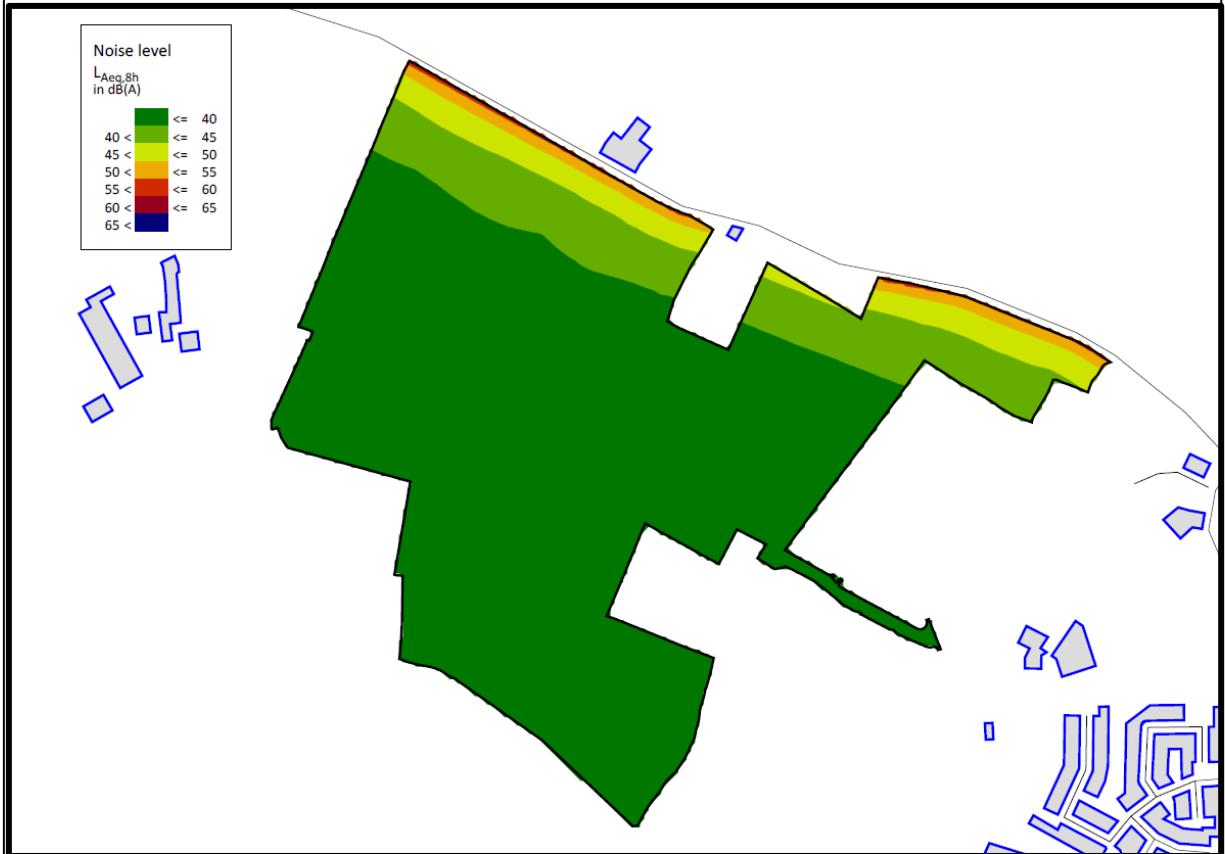 Noise level
LAeq,8h
in dB(A)
<= 40
40 < <= 45
45 < <= 50
50 < <= 55
55 < <= 60
60 < <= 65
65 <